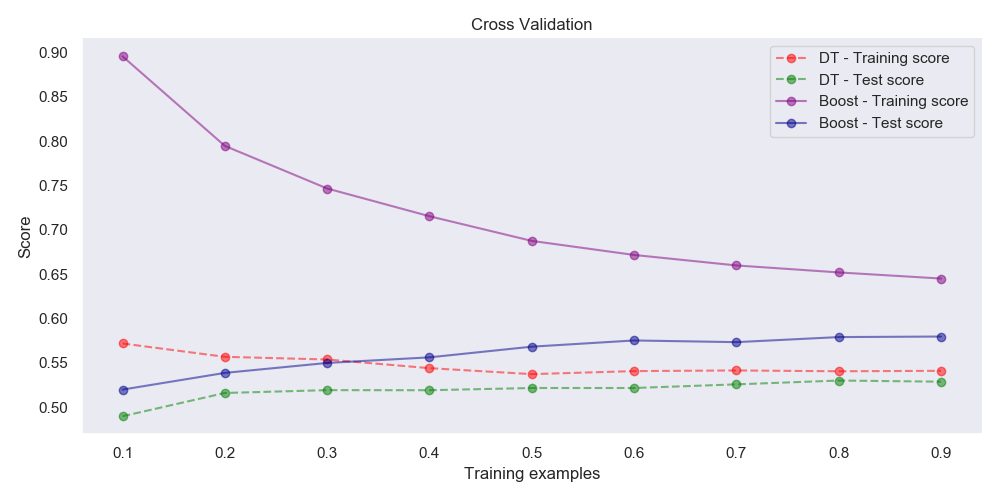 Cross Validation
DT - Training score
DT - Test score
Boost - Training score
Boost - Test score
0.90
0.85
0.80
0.75
0.70
0.65
0.60
0.55
0.50
Score
0.1 0.2 0.3 0.4 0.5 0.6 0.7 0.8 0.9
Training examples